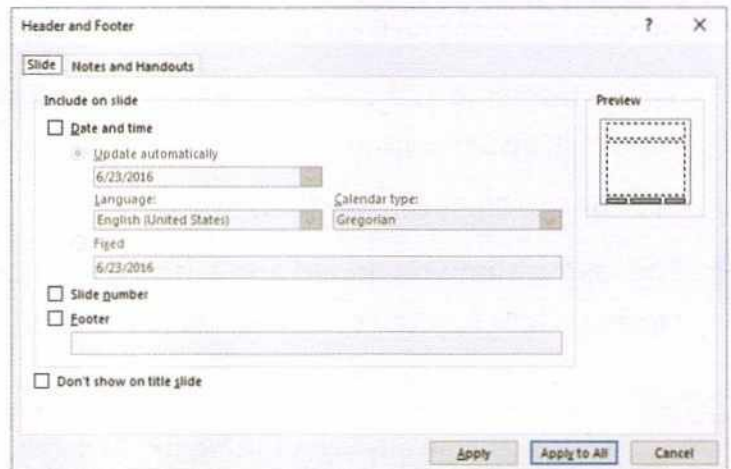 Header and Footer ? ×
Slide Notes and Handouts
Include on slide
Preview
Date and time
Update automatically
6/23/2016
Language: Calendar type:
English (United States) Gregorian
Fixed
6/23/2016
Slide number
Footer
Don't show on title slide
Apply Apply to All Cancel